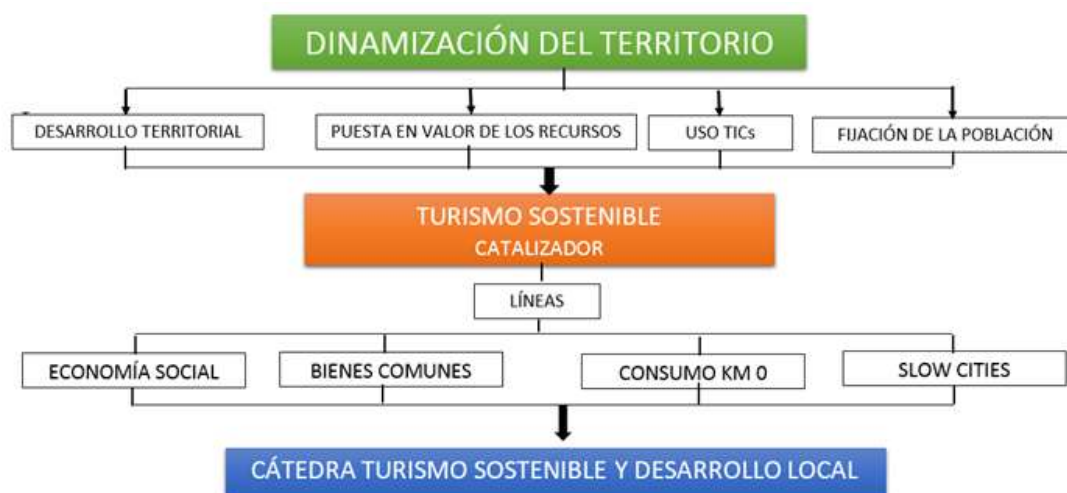 DINAMIZACIÓN DEL TERRITORIO
DESARROLLO TERRITORIAL
PUESTA EN VALOR DE LOS RECURSOS
USO TICs
FIJACIÓN DE LA POBLACIÓN
TURISMO SOSTENIBLE
CATALIZADOR
LÍNEAS
ECONOMÍA SOCIAL
BIENES COMUNES
CONSUMO KM 0
SLOW CITIES
CÁTEDRA TURISMO SOSTENIBLE Y DESARROLLO LOCAL